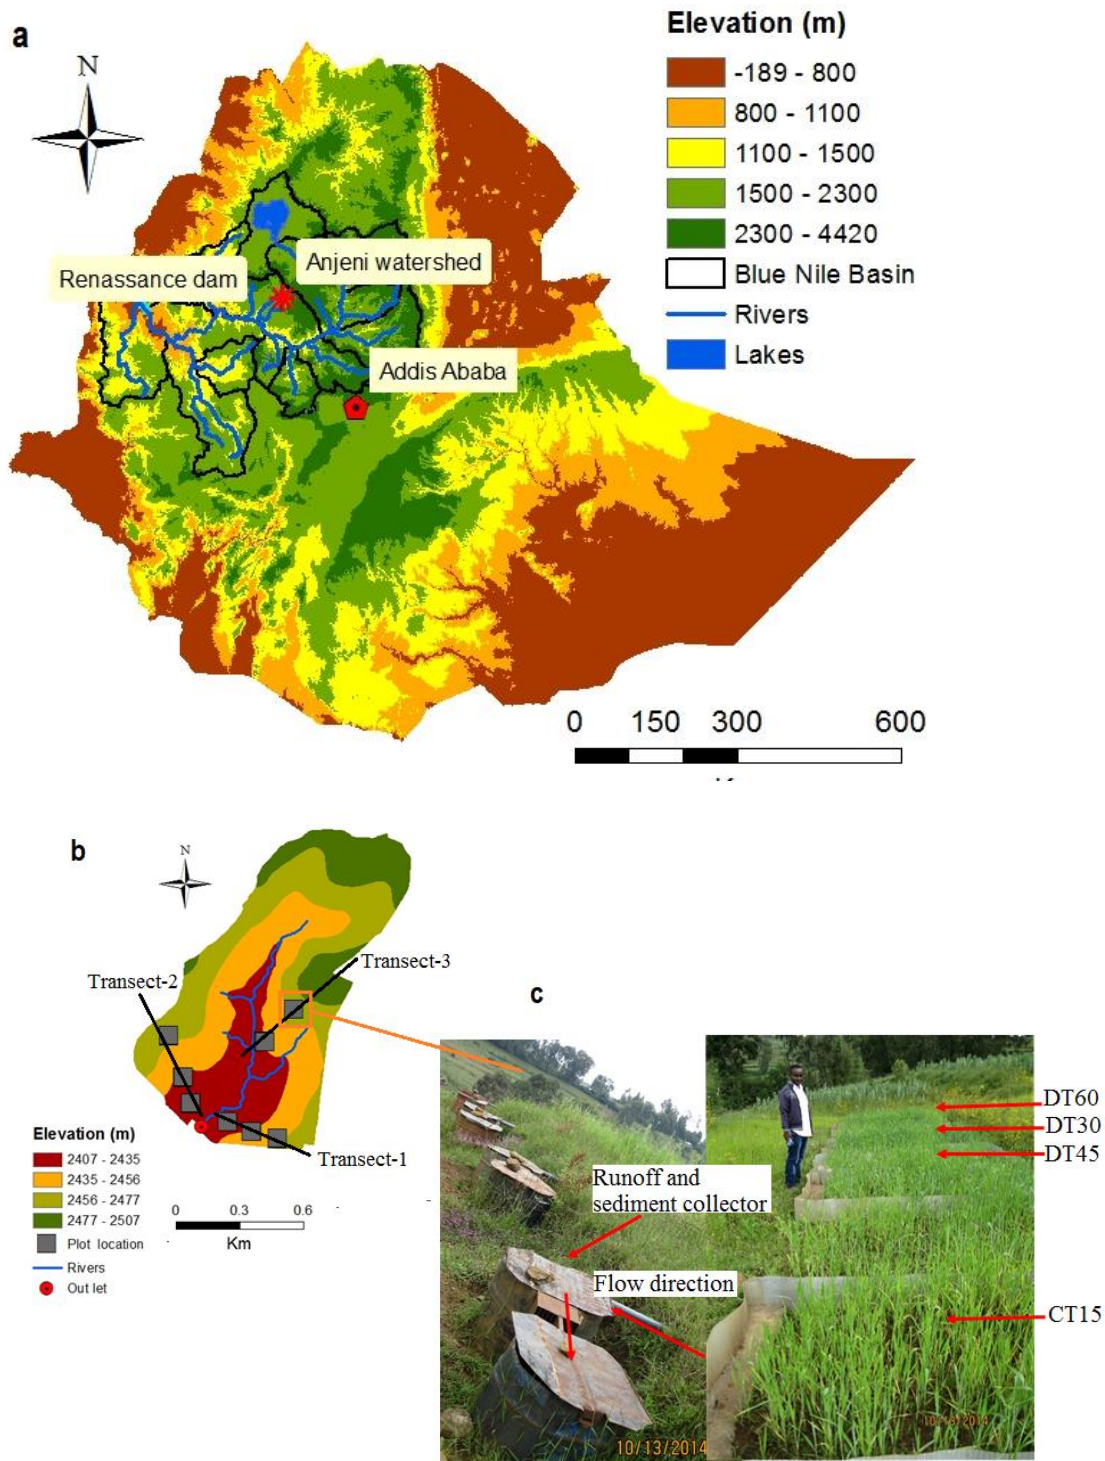 a
N
Elevation (m)
-189 - 800
800 - 1100
1100 - 1500
1500 - 2300
2300 - 4420
Blue Nile Basin
Rivers
Lakes
Anjeni watershed
Renassance dam
Addis Ababa
0 150 300 600
b
N
Transect-3
Transect-2
Transect-1
Elevation (m)
2407 - 2435
2435 - 2456
2456 - 2477
2477 - 2507
Plot location
Rivers
Out let
0 0.3 0.6
Km
c
DT60
DT30
DT45
Runoff and
sediment collector
Flow direction
CT15
10/13/2014
10/13/2014